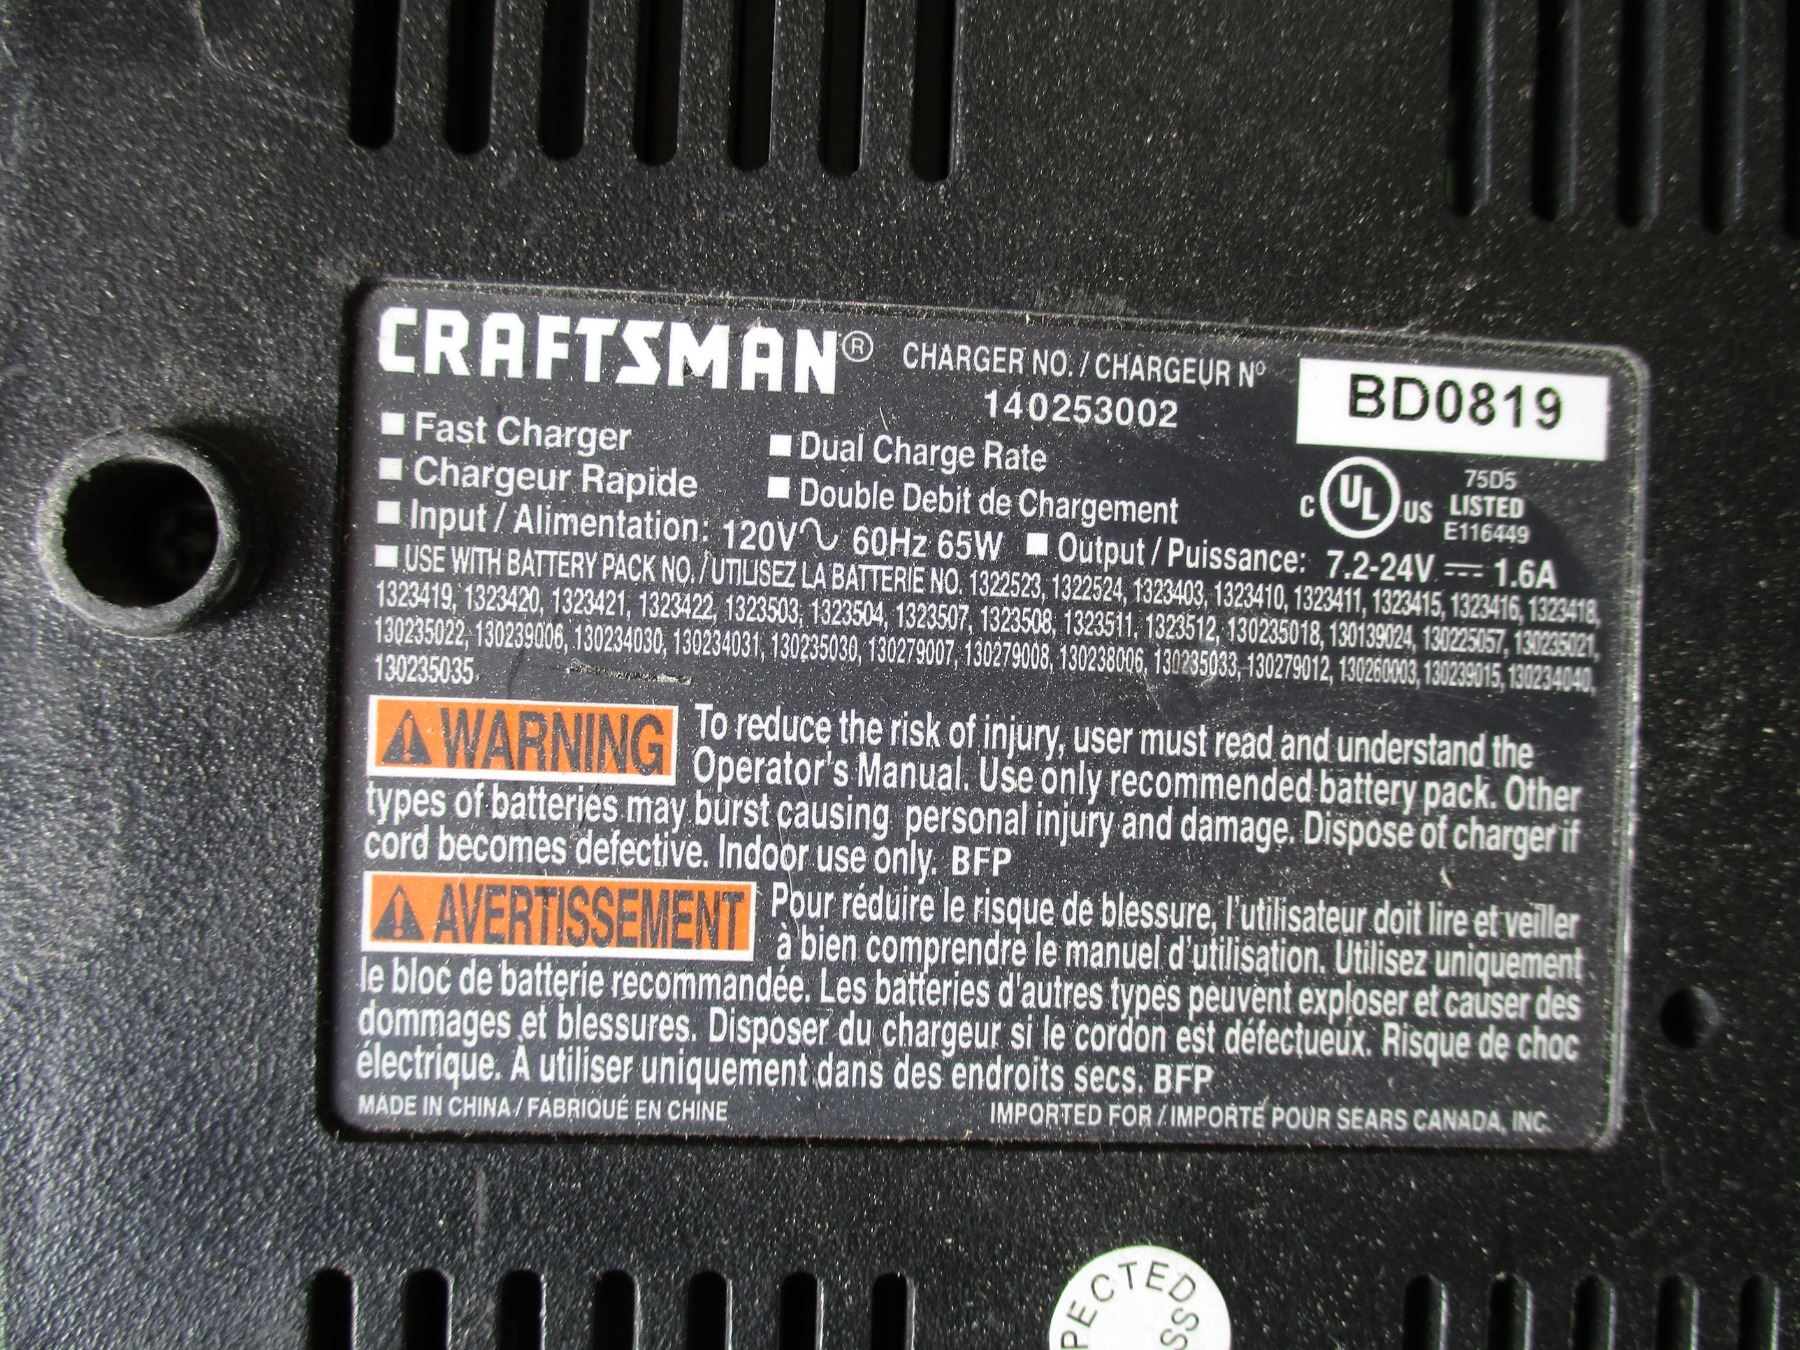 CRAFTSMAN® CHARGER NO. / CHARGEUR Nº
140253002
BD0819
■ Fast Charger
■ Chargeur Rapide
■ Dual Charge Rate
■ Double Debit de Chargement
C UL US
75D5
LISTED
E116449
■ Input / Alimentation: 120V∿ 60Hz 65W ■ Output / Puissance: 7.2-24V ⎓ 1.6A
■ USE WITH BATTERY PACK NO. / UTILISEZ LA BATTERIE NO. 1322523, 1322524, 1323403, 1323410, 1323411, 1323415, 1323416, 1323418,
1323419, 1323420, 1323421, 1323422, 1323503, 1323504, 1323507, 1323508, 1323511, 1323512, 130235018, 130139024, 130225057, 130235021,
130235022, 130239006, 130234030, 130234031, 130235030, 130279007, 130279008, 130238006, 130235033, 130279012, 130260003, 130239015, 130234040,
130235035.
⚠WARNING To reduce the risk of injury, user must read and understand the
Operator's Manual. Use only recommended battery pack. Other
types of batteries may burst causing personal injury and damage. Dispose of charger if
cord becomes defective. Indoor use only. BFP
⚠AVERTISSEMENT Pour réduire le risque de blessure, l'utilisateur doit lire et veiller
à bien comprendre le manuel d'utilisation. Utilisez uniquement
le bloc de batterie recommandée. Les batteries d'autres types peuvent exploser et causer des
dommages et blessures. Disposer du chargeur si le cordon est défectueux. Risque de choc
électrique. À utiliser uniquement dans des endroits secs. BFP
MADE IN CHINA / FABRIQUÉ EN CHINE
IMPORTED FOR / IMPORTÉ POUR SEARS CANADA, INC.
PECTED
SS